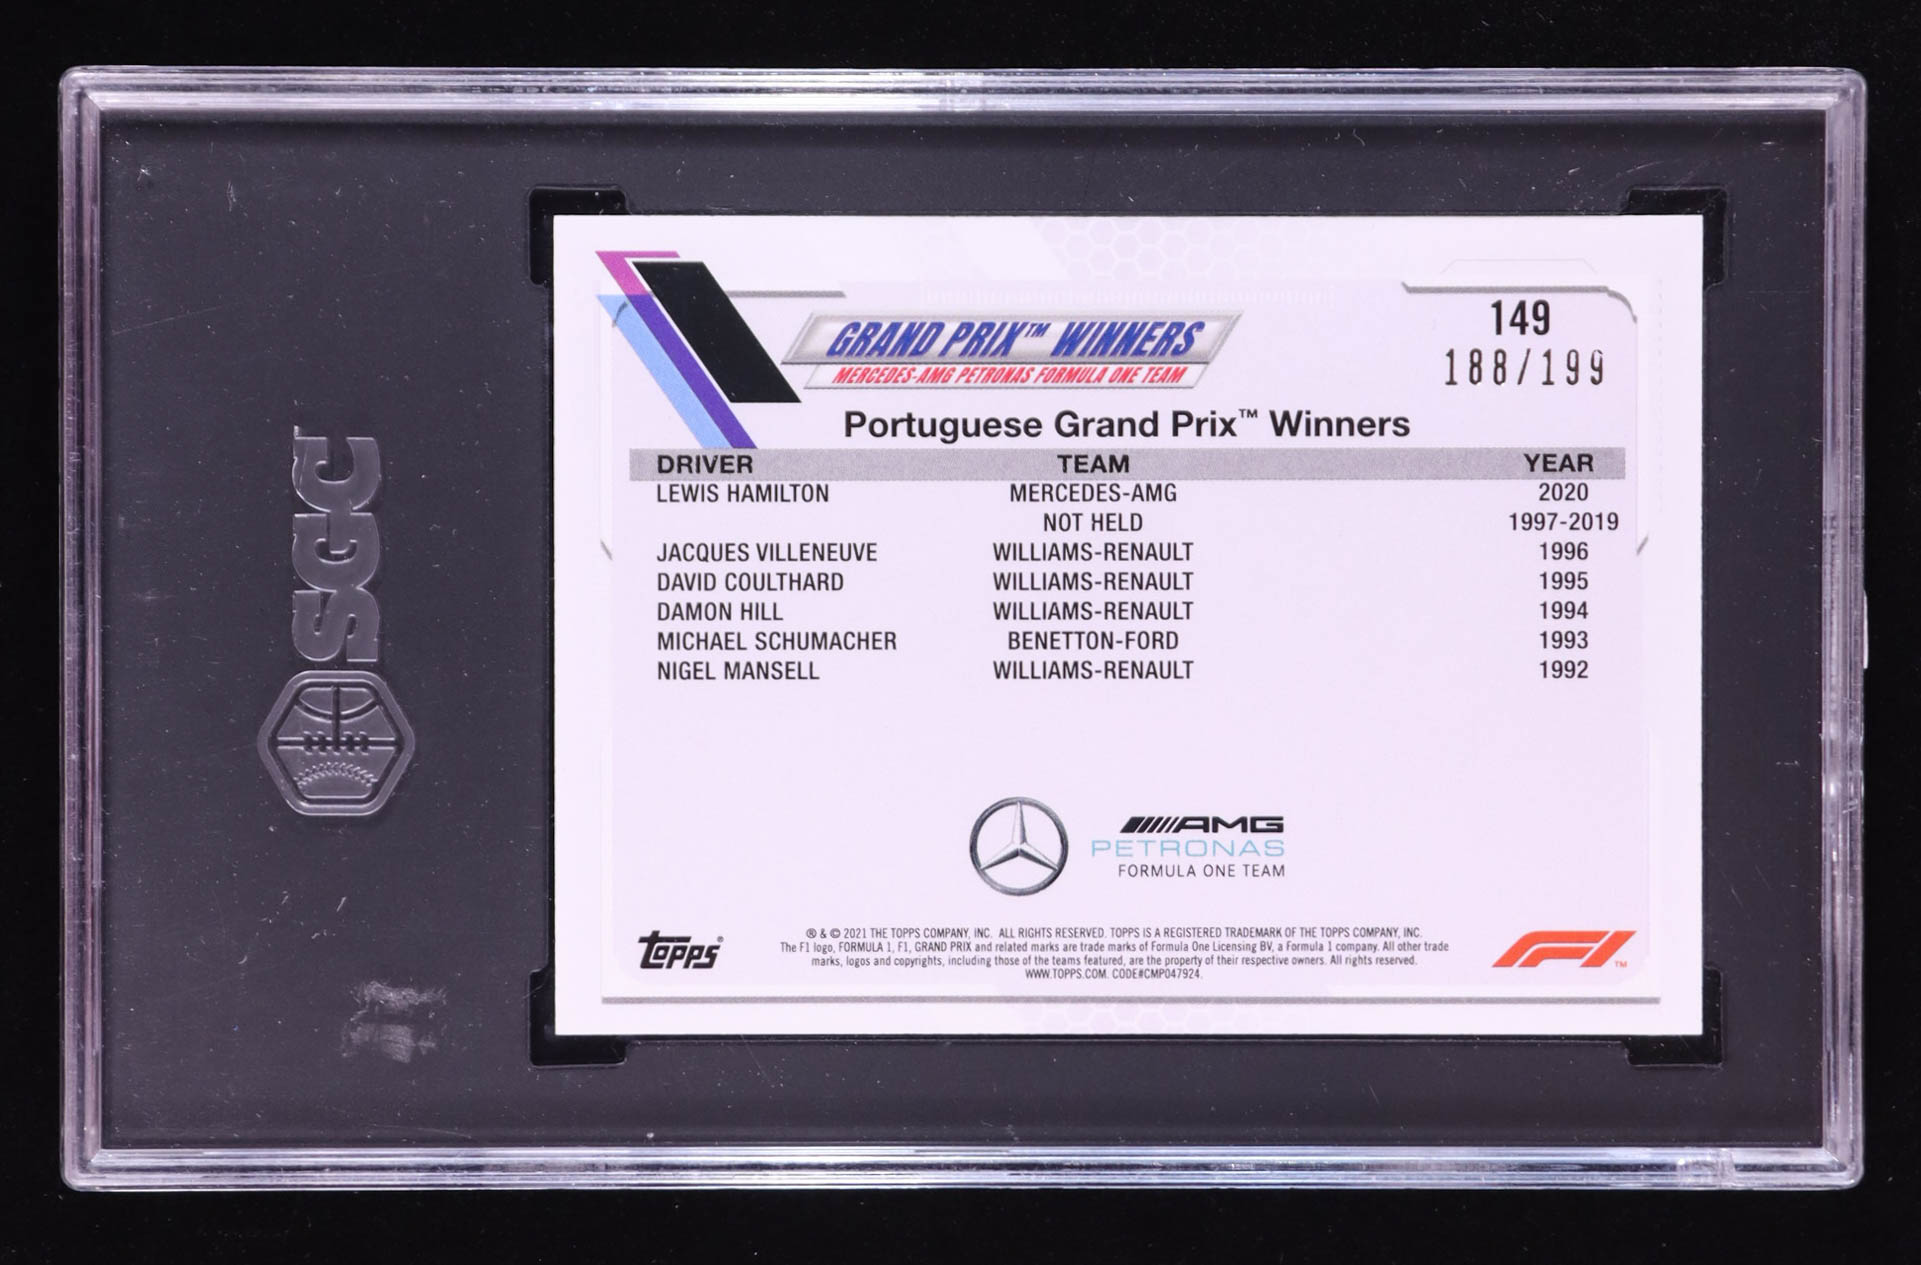 SGC
149
188/199
GRAND PRIX™ WINNERS
MERCEDES-AMG PETRONAS FORMULA ONE TEAM
Portuguese Grand Prix™ Winners
DRIVER TEAM YEAR
LEWIS HAMILTON MERCEDES-AMG 2020
NOT HELD 1997-2019
JACQUES VILLENEUVE WILLIAMS-RENAULT 1996
DAVID COULTHARD WILLIAMS-RENAULT 1995
DAMON HILL WILLIAMS-RENAULT 1994
MICHAEL SCHUMACHER BENETTON-FORD 1993
NIGEL MANSELL WILLIAMS-RENAULT 1992
AMG
PETRONAS
FORMULA ONE TEAM
topps®
® & © 2021 THE TOPPS COMPANY, INC. ALL RIGHTS RESERVED. TOPPS IS A REGISTERED TRADEMARK OF THE TOPPS COMPANY, INC.
The F1 logo, FORMULA 1, F1, GRAND PRIX and related marks are trade marks of Formula One Licensing BV, a Formula 1 company. All other trade
marks, logos and copyrights, including those of the teams featured, are the property of their respective owners. All rights reserved.
WWW.TOPPS.COM. CODE#CMP047924.
F1™